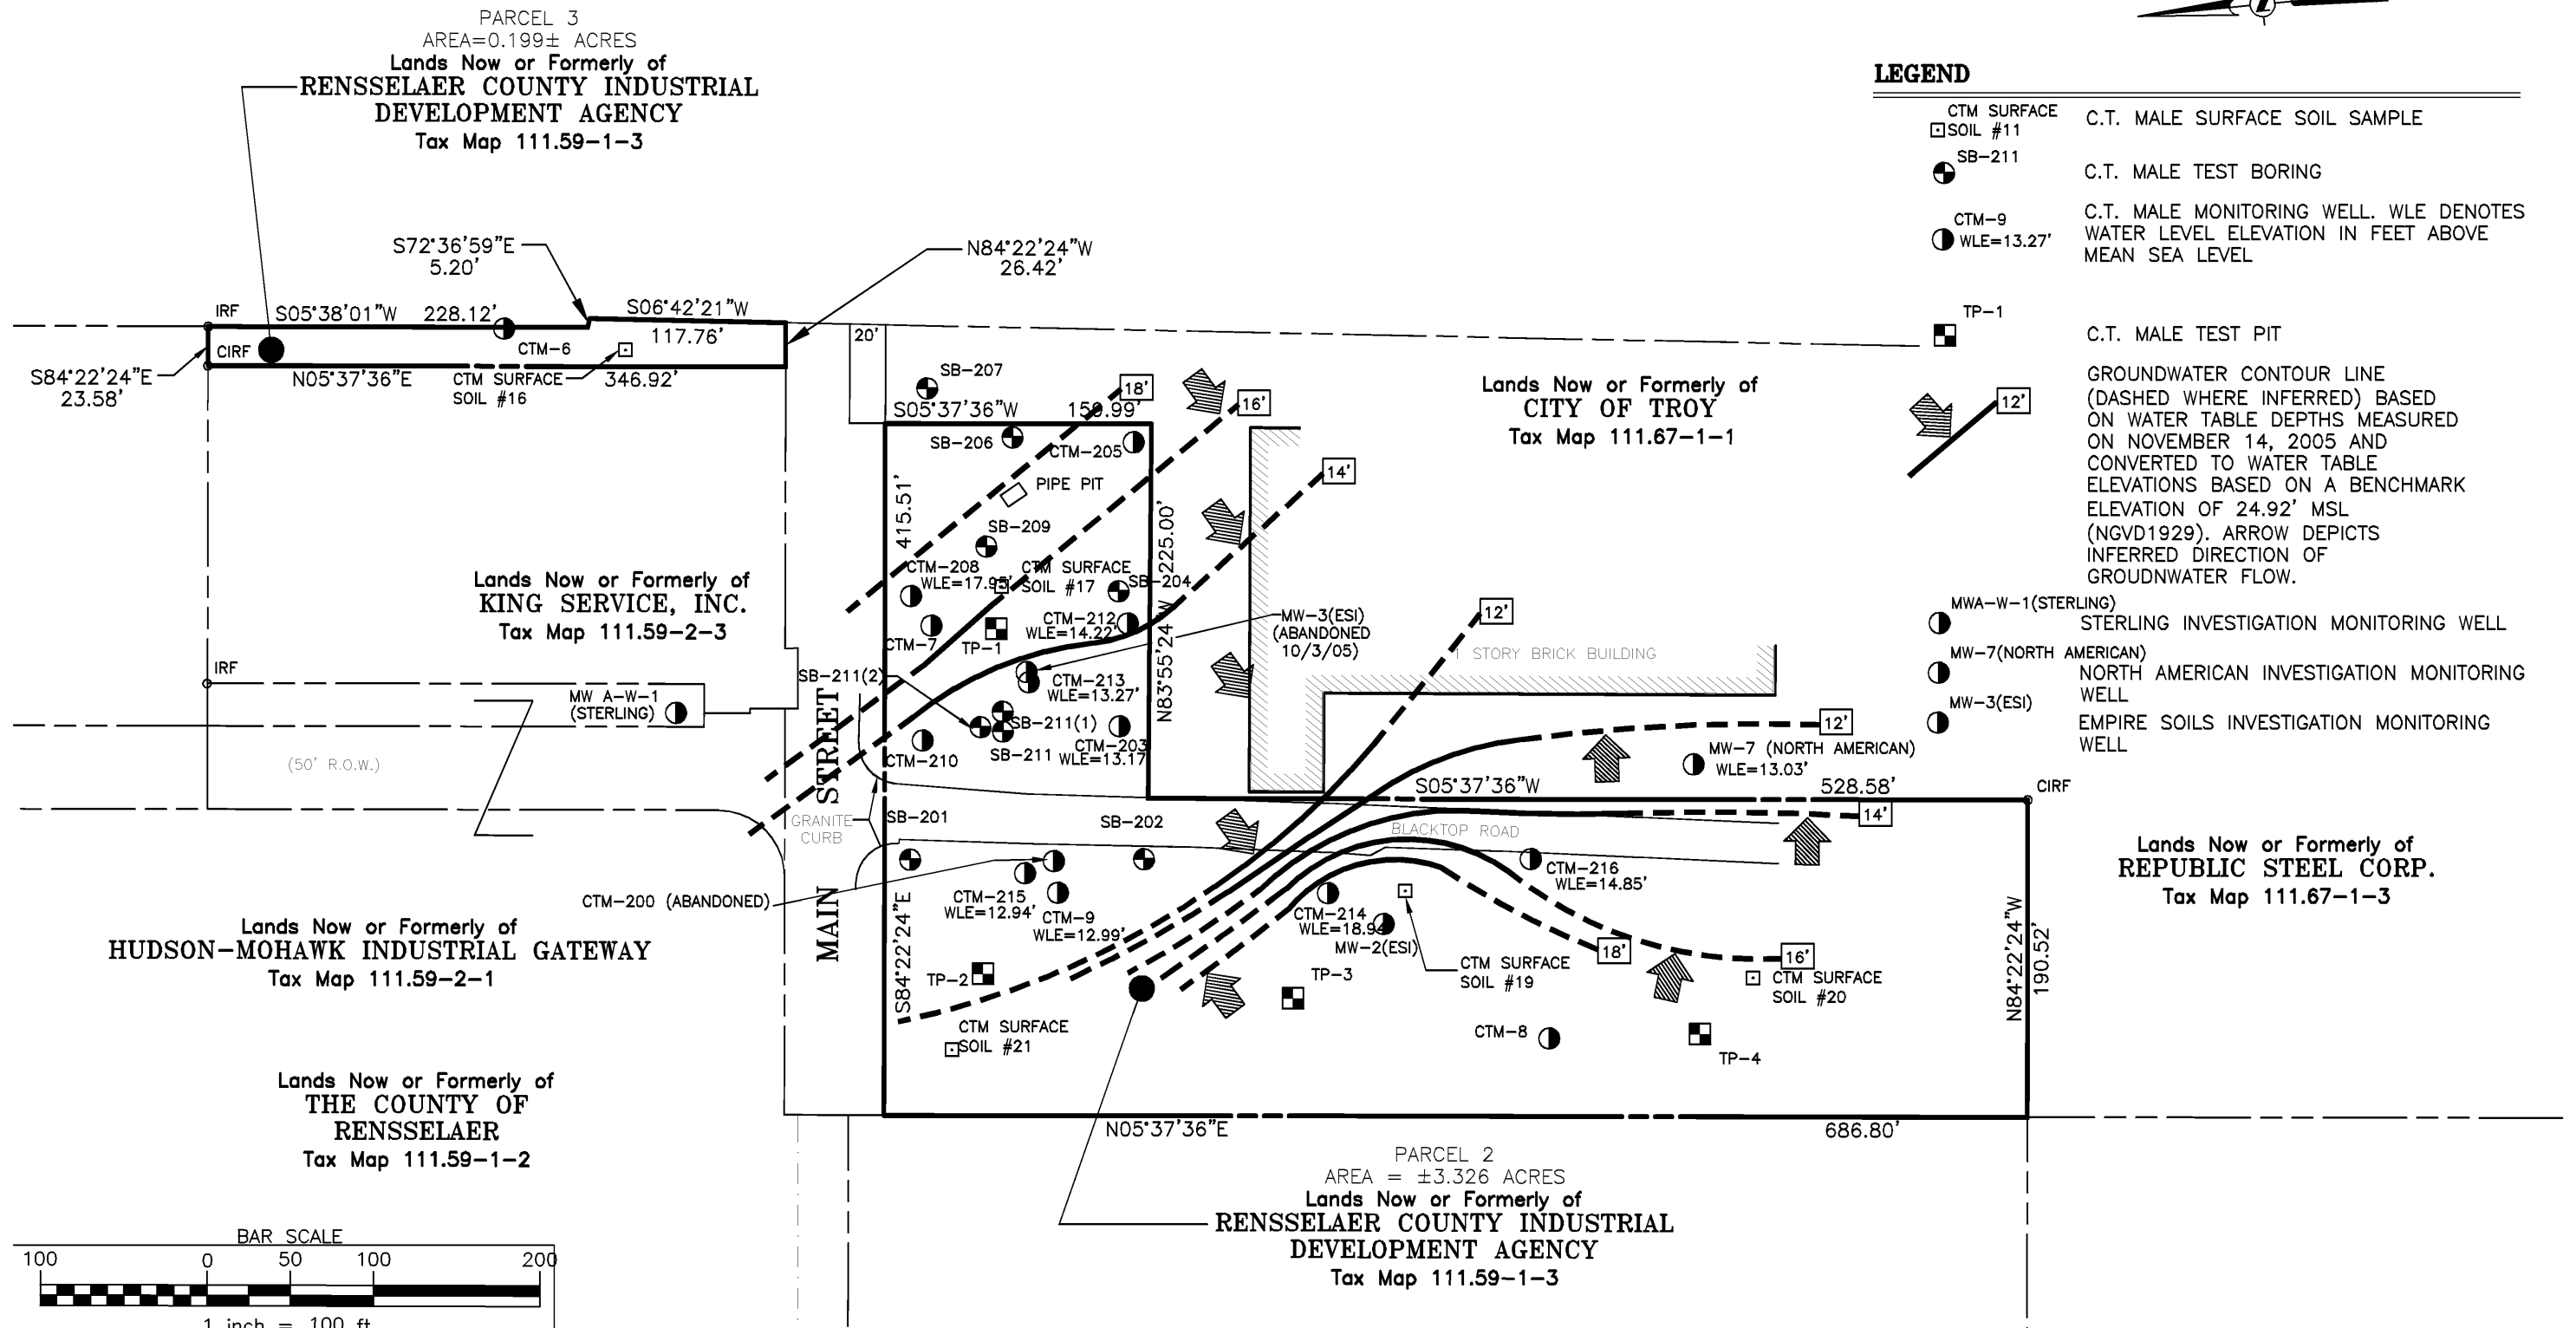 PARCEL 3
AREA=0.199± ACRES
Lands Now or Formerly of
RENSSELAER COUNTY INDUSTRIAL
DEVELOPMENT AGENCY
Tax Map 111.59-1-3
S72°36'59"E
5.20'
N84°22'24"W
26.42'
IRF
S05°38'01"W
228.12'
S06°42'21"W
117.76'
CIRF
CTM-6
S84°22'24"E
23.58'
N05°37'36"E
CTM SURFACE
SOIL #16
346.92'
20'
SB-207
S05°37'36"W
159.99'
18'
16'
14'
SB-206
CTM-205
PIPE PIT
415.51'
SB-209
CTM-208
WLE=17.95'
CTM SURFACE
SOIL #17
SB-204
N83°55'24"W
225.00'
CTM-212
WLE=14.22'
CTM-7
TP-1
MW-3(ESI)
(ABANDONED
10/3/05)
12'
1 STORY BRICK BUILDING
Lands Now or Formerly of
CITY OF TROY
Tax Map 111.67-1-1
Lands Now or Formerly of
KING SERVICE, INC.
Tax Map 111.59-2-3
IRF
MW A-W-1
(STERLING)
(50' R.O.W.)
SB-211(2)
CTM-213
WLE=13.27'
SB-211(1)
SB-211
CTM-203
WLE=13.17
CTM-210
MAIN STREET
GRANITE
CURB
12'
MW-7 (NORTH AMERICAN)
WLE=13.03'
S05°37'36"W
528.58'
CIRF
14'
BLACKTOP ROAD
SB-201
SB-202
CTM-200 (ABANDONED)
CTM-215
WLE=12.94'
CTM-9
WLE=12.99'
CTM-216
WLE=14.85'
CTM-214
WLE=18.94
MW-2(ESI)
18'
16'
CTM SURFACE
SOIL #19
CTM SURFACE
SOIL #20
TP-2
TP-3
S84°22'24"E
CTM SURFACE
SOIL #21
CTM-8
TP-4
N84°22'24"W
190.52'
N05°37'36"E
686.80'
Lands Now or Formerly of
REPUBLIC STEEL CORP.
Tax Map 111.67-1-3
Lands Now or Formerly of
HUDSON-MOHAWK INDUSTRIAL GATEWAY
Tax Map 111.59-2-1
Lands Now or Formerly of
THE COUNTY OF
RENSSELAER
Tax Map 111.59-1-2
PARCEL 2
AREA = ±3.326 ACRES
Lands Now or Formerly of
RENSSELAER COUNTY INDUSTRIAL
DEVELOPMENT AGENCY
Tax Map 111.59-1-3
BAR SCALE
100 0 50 100 200
1 inch = 100 ft
Z
LEGEND
CTM SURFACE
SOIL #11
C.T. MALE SURFACE SOIL SAMPLE
SB-211
C.T. MALE TEST BORING
CTM-9
WLE=13.27'
C.T. MALE MONITORING WELL. WLE DENOTES
WATER LEVEL ELEVATION IN FEET ABOVE
MEAN SEA LEVEL
TP-1
C.T. MALE TEST PIT
12'
GROUNDWATER CONTOUR LINE
(DASHED WHERE INFERRED) BASED
ON WATER TABLE DEPTHS MEASURED
ON NOVEMBER 14, 2005 AND
CONVERTED TO WATER TABLE
ELEVATIONS BASED ON A BENCHMARK
ELEVATION OF 24.92' MSL
(NGVD1929). ARROW DEPICTS
INFERRED DIRECTION OF
GROUDNWATER FLOW.
MWA-W-1(STERLING)
STERLING INVESTIGATION MONITORING WELL
MW-7(NORTH AMERICAN)
NORTH AMERICAN INVESTIGATION MONITORING
WELL
MW-3(ESI)
EMPIRE SOILS INVESTIGATION MONITORING
WELL